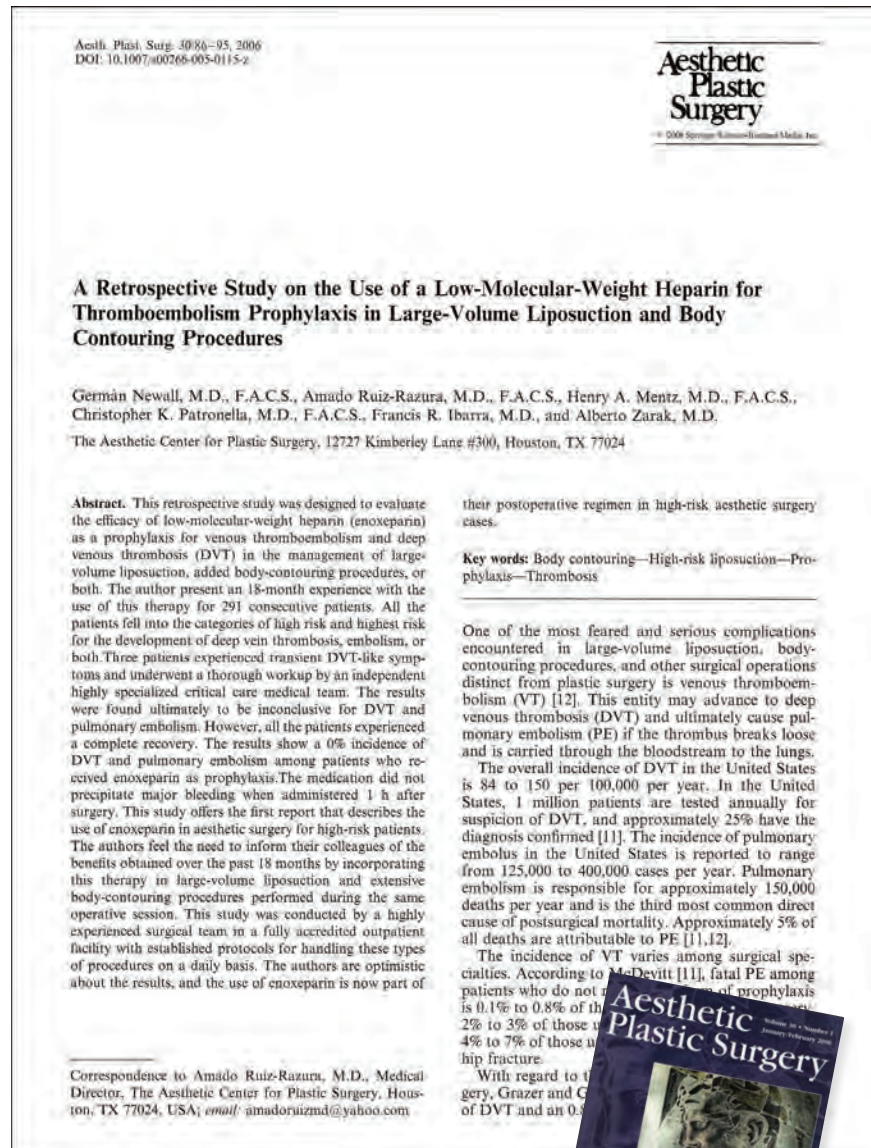 Aesth. Plast. Surg. 30:86–95, 2006
DOI: 10.1007/s00266-005-0115-z
Aesthetic
Plastic
Surgery
© 2006 Springer Science+Business Media, Inc.
A Retrospective Study on the Use of a Low-Molecular-Weight Heparin for
Thromboembolism Prophylaxis in Large-Volume Liposuction and Body
Contouring Procedures
Germán Newall, M.D., F.A.C.S., Amado Ruiz-Razura, M.D., F.A.C.S., Henry A. Mentz, M.D., F.A.C.S.,
Christopher K. Patronella, M.D., F.A.C.S., Francis R. Ibarra, M.D., and Alberto Zarak, M.D.
The Aesthetic Center for Plastic Surgery, 12727 Kimberley Lane #300, Houston, TX 77024
Abstract. This retrospective study was designed to evaluate
the efficacy of low-molecular-weight heparin (enoxeparin)
as a prophylaxis for venous thromboembolism and deep
venous thrombosis (DVT) in the management of large-
volume liposuction, added body-contouring procedures, or
both. The author present an 18-month experience with the
use of this therapy for 291 consecutive patients. All the
patients fell into the categories of high risk and highest risk
for the development of deep vein thrombosis, embolism, or
both.Three patients experienced transient DVT-like symp-
toms and underwent a thorough workup by an independent
highly specialized critical care medical team. The results
were found ultimately to be inconclusive for DVT and
pulmonary embolism. However, all the patients experienced
a complete recovery. The results show a 0% incidence of
DVT and pulmonary embolism among patients who re-
ceived enoxeparin as prophylaxis.The medication did not
precipitate major bleeding when administered 1 h after
surgery. This study offers the first report that describes the
use of enoxeparin in aesthetic surgery for high-risk patients.
The authors feel the need to inform their colleagues of the
benefits obtained over the past 18 months by incorporating
this therapy in large-volume liposuction and extensive
body-contouring procedures performed during the same
operative session. This study was conducted by a highly
experienced surgical team in a fully accredited outpatient
facility with established protocols for handling these types
of procedures on a daily basis. The authors are optimistic
about the results, and the use of enoxeparin is now part of
Correspondence to Amado Ruiz-Razura, M.D., Medical
Director, The Aesthetic Center for Plastic Surgery, Hous-
ton, TX 77024, USA; email: amadoruizmd@yahoo.com
their postoperative regimen in high-risk aesthetic surgery
cases.
Key words: Body contouring—High-risk liposuction—Pro-
phylaxis—Thrombosis
One of the most feared and serious complications
encountered in large-volume liposuction, body-
contouring procedures, and other surgical operations
distinct from plastic surgery is venous thromboem-
bolism (VT) [12]. This entity may advance to deep
venous thrombosis (DVT) and ultimately cause pul-
monary embolism (PE) if the thrombus breaks loose
and is carried through the bloodstream to the lungs.
The overall incidence of DVT in the United States
is 84 to 150 per 100,000 per year. In the United
States, 1 million patients are tested annually for
suspicion of DVT, and approximately 25% have the
diagnosis confirmed [11]. The incidence of pulmonary
embolus in the United States is reported to range
from 125,000 to 400,000 cases per year. Pulmonary
embolism is responsible for approximately 150,000
deaths per year and is the third most common direct
cause of postsurgical mortality. Approximately 5% of
all deaths are attributable to PE [11,12].
The incidence of VT varies among surgical spe-
cialties. According to McDevitt [11], fatal PE among
patients who do not of prophylaxis
is 0.1% to 0.8% of th
2% to 3% of those u
4% to 7% of those u
hip fracture.
With regard to t
gery, Grazer and G
of DVT and an 0.8
Aesthetic
Plastic Surgery
Volume 30 • Number 1
January/February 2006